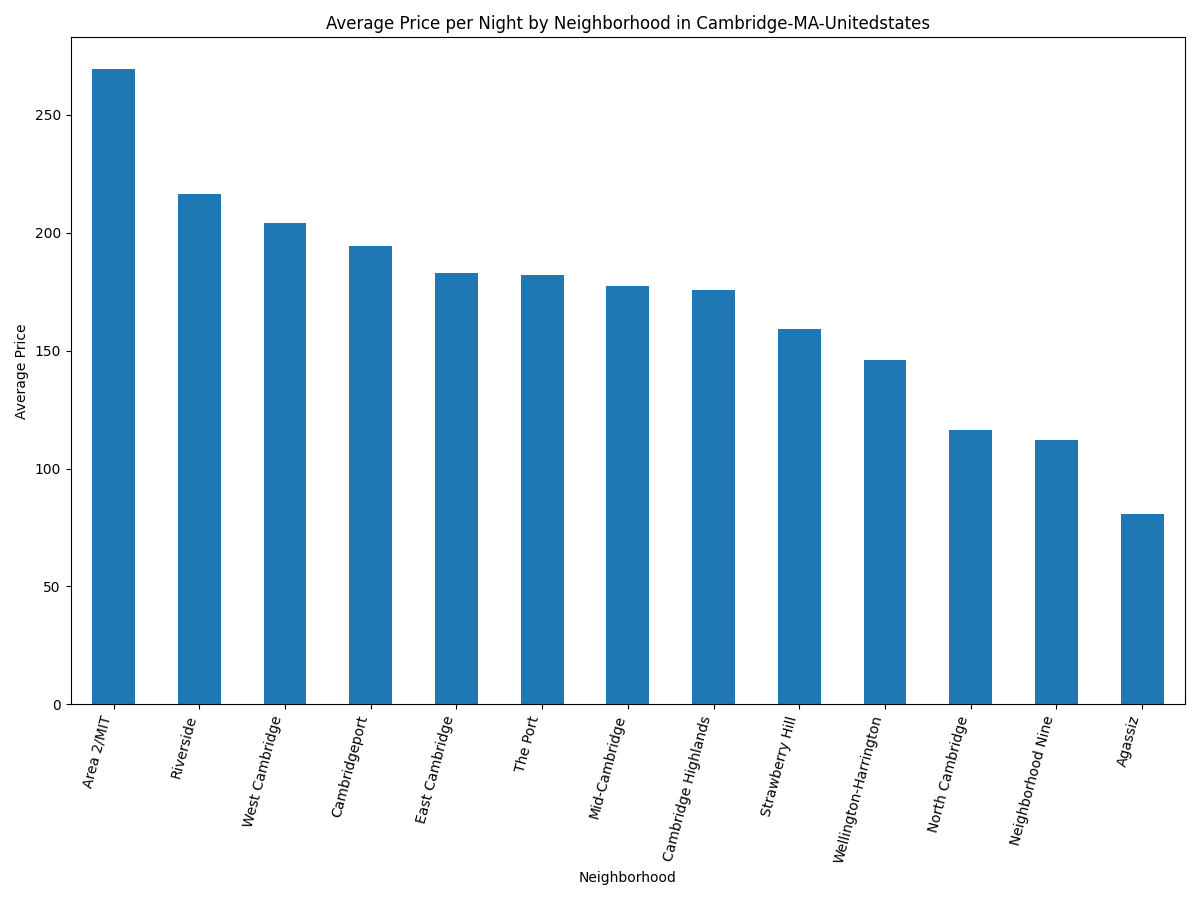 Average Price per Night by Neighborhood in Cambridge-MA-Unitedstates
250
200
150
100
50
0
Average Price
Area 2/MIT
Riverside
West Cambridge
Cambridgeport
East Cambridge
The Port
Mid-Cambridge
Cambridge Highlands
Strawberry Hill
Wellington-Harrington
North Cambridge
Neighborhood Nine
Agassiz
Neighborhood